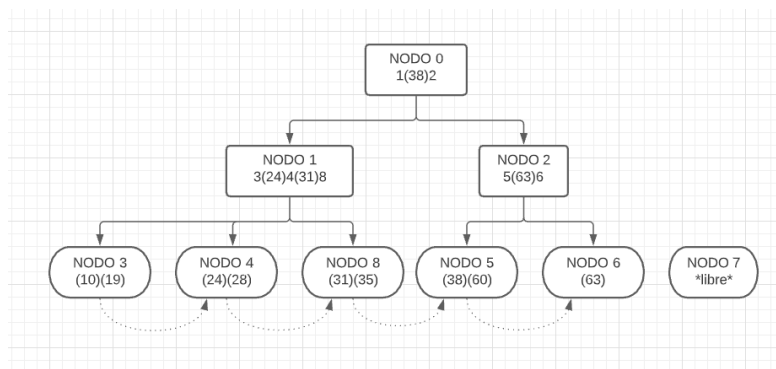 NODO 0
1(38)2
NODO 1
3(24)4(31)8
NODO 2
5(63)6
NODO 3
(10)(19)
NODO 4
(24)(28)
NODO 8
(31)(35)
NODO 5
(38)(60)
NODO 6
(63)
NODO 7
*libre*